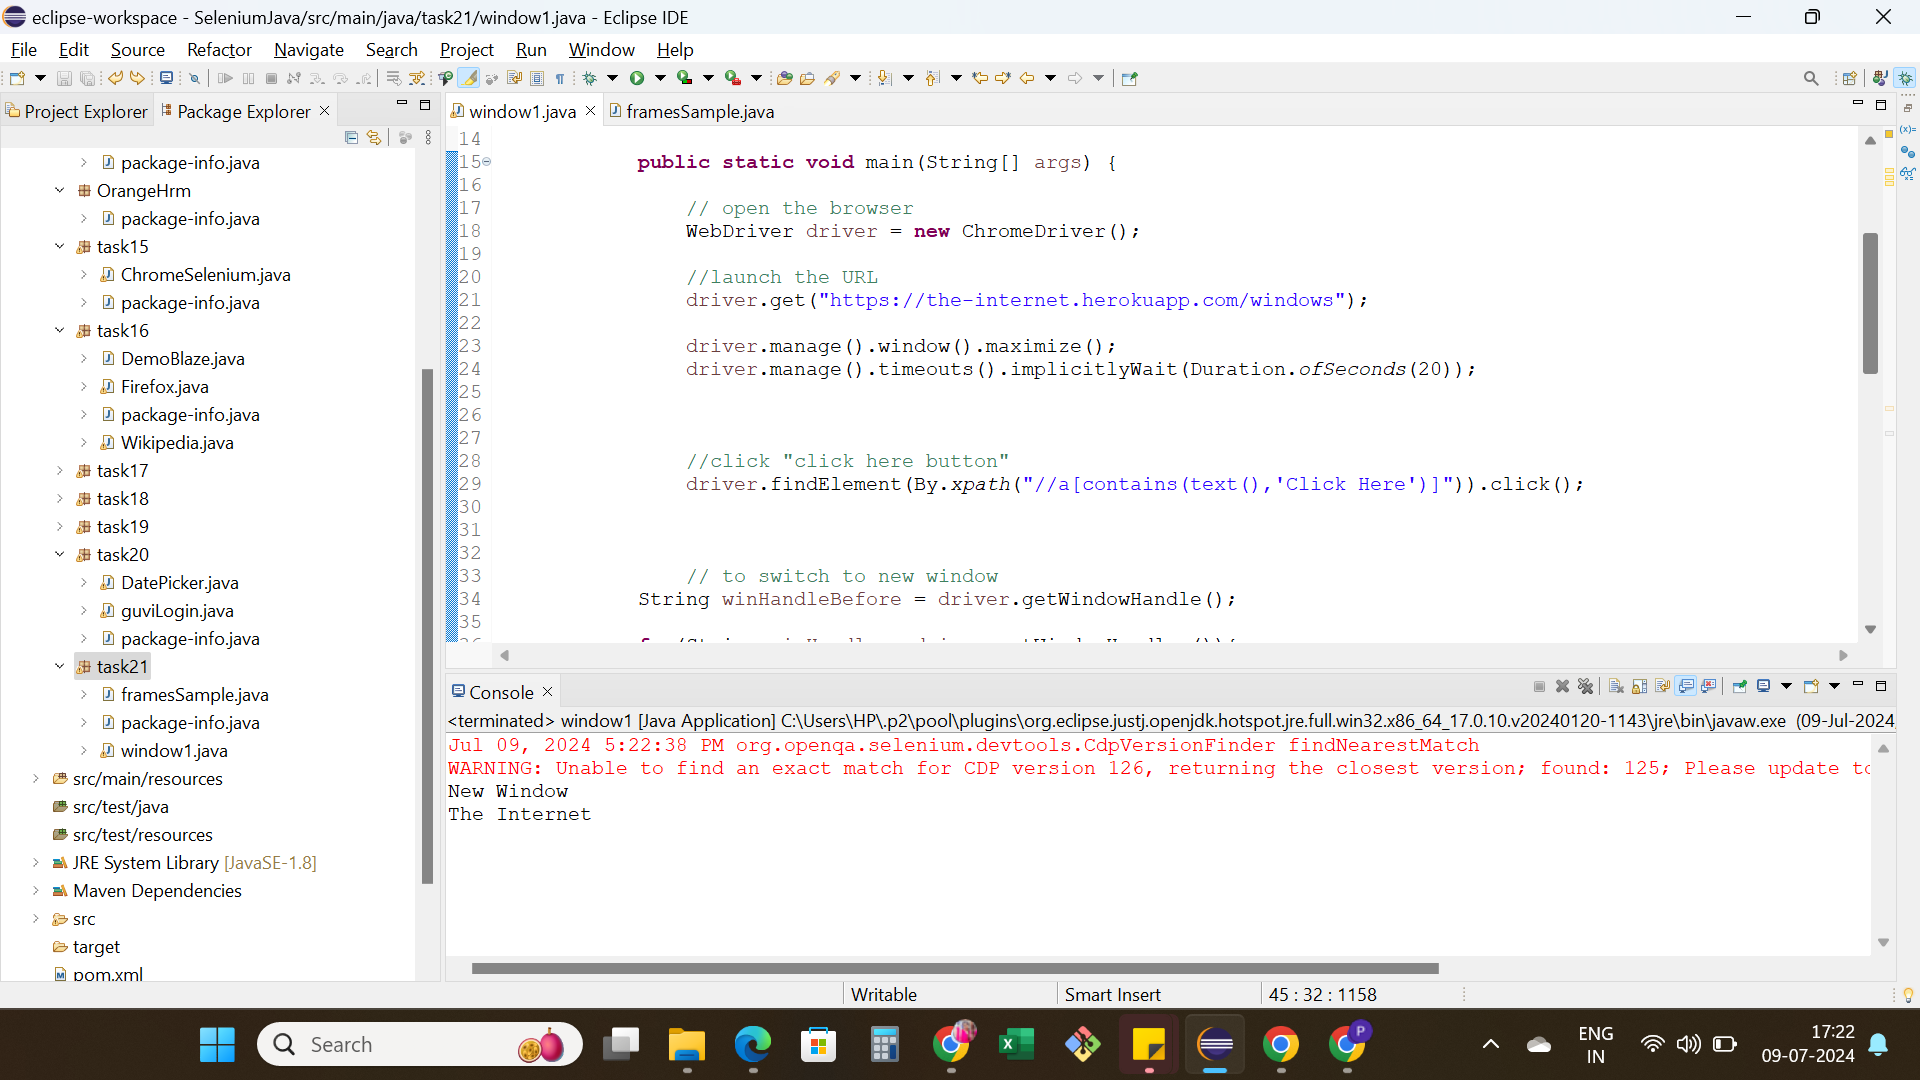 eclipse-workspace - SeleniumJava/src/main/java/task21/window1.java - Eclipse IDE
File Edit Source Refactor Navigate Search Project Run Window Help
Project Explorer Package Explorer
window1.java framesSample.java
package-info.java
OrangeHrm
package-info.java
task15
ChromeSelenium.java
package-info.java
task16
DemoBlaze.java
Firefox.java
package-info.java
Wikipedia.java
task17
task18
task19
task20
DatePicker.java
guviLogin.java
package-info.java
task21
framesSample.java
package-info.java
window1.java
src/main/resources
src/test/java
src/test/resources
JRE System Library [JavaSE-1.8]
Maven Dependencies
src
target
pom.xml
14
15 public static void main(String[] args) {
16
17 // open the browser
18 WebDriver driver = new ChromeDriver();
19
20 //launch the URL
21 driver.get("https://the-internet.herokuapp.com/windows");
22
23 driver.manage().window().maximize();
24 driver.manage().timeouts().implicitlyWait(Duration.ofSeconds(20));
25
26
27
28 //click "click here button"
29 driver.findElement(By.xpath("//a[contains(text(),'Click Here')]")).click();
30
31
32
33 // to switch to new window
34 String winHandleBefore = driver.getWindowHandle();
35
Console
<terminated> window1 [Java Application] C:\Users\HP\.p2\pool\plugins\org.eclipse.justj.openjdk.hotspot.jre.full.win32.x86_64_17.0.10.v20240120-1143\jre\bin\javaw.exe (09-Jul-2024
Jul 09, 2024 5:22:38 PM org.openqa.selenium.devtools.CdpVersionFinder findNearestMatch
WARNING: Unable to find an exact match for CDP version 126, returning the closest version; found: 125; Please update to
New Window
The Internet
Writable Smart Insert 45 : 32 : 1158
Search
ENG
IN
17:22
09-07-2024